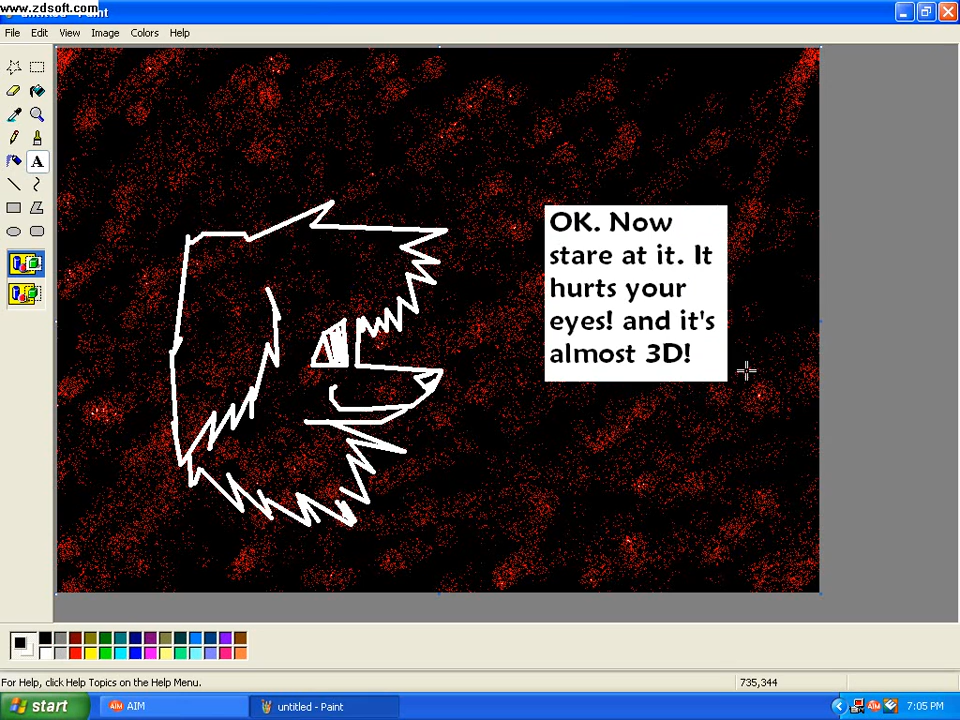 www.zdsoft.com
untitled - Paint
File Edit View Image Colors Help
A
OK. Now
stare at it. It
hurts your
eyes! and it's
almost 3D!
For Help, click Help Topics on the Help Menu.
735,344
start
AIM
untitled - Paint
7:05 PM